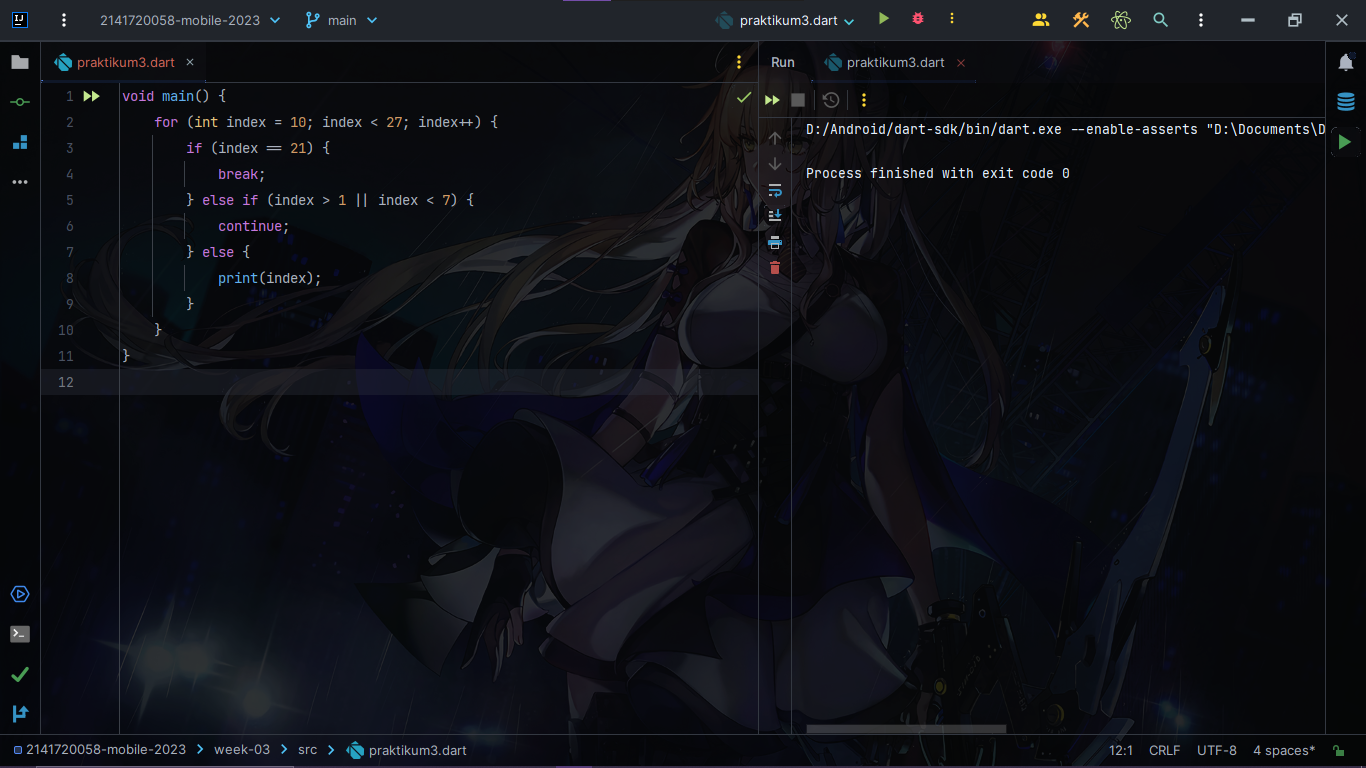 2141720058-mobile-2023 main praktikum3.dart
praktikum3.dart
Run praktikum3.dart
1 void main() {
2 for (int index = 10; index < 27; index++) {
3 if (index == 21) {
4 break;
5 } else if (index > 1 || index < 7) {
6 continue;
7 } else {
8 print(index);
9 }
10 }
11 }
12
D:/Android/dart-sdk/bin/dart.exe --enable-asserts "D:\Documents\D
Process finished with exit code 0
2141720058-mobile-2023 > week-03 > src > praktikum3.dart
12:1 CRLF UTF-8 4 spaces*